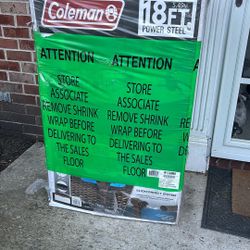 Coleman
18FT.
POWER STEEL™
ATTENTION ATTENTION
STORE
ASSOCIATE
REMOVE SHRINK
WRAP BEFORE
DELIVERING TO
THE SALES
FLOOR
STORE
ASSOCIATE
REMOVE SHRINK
WRAP BEFORE
DELIVERING TO
THE SALES
FLOOR